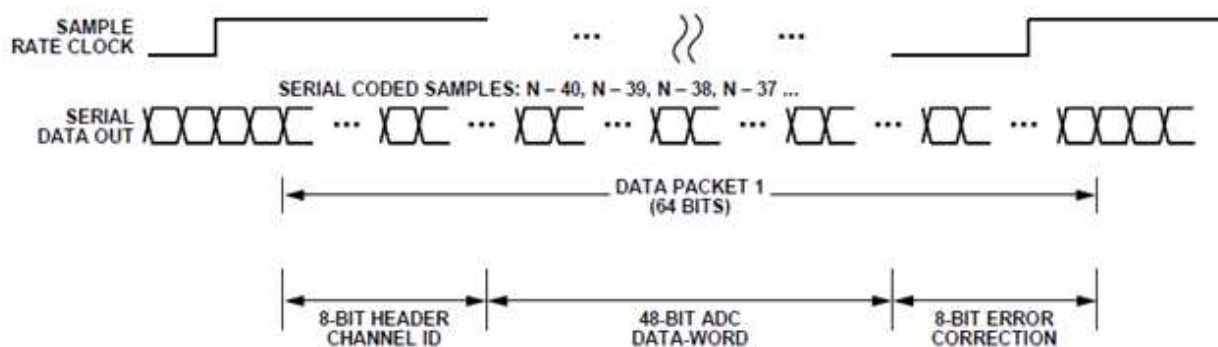 SAMPLE
RATE CLOCK
... ...
SERIAL CODED SAMPLES: N – 40, N – 39, N – 38, N – 37 ...
SERIAL
DATA OUT
... ... ... ... ... ...
DATA PACKET 1
(64 BITS)
8-BIT HEADER
CHANNEL ID
48-BIT ADC
DATA-WORD
8-BIT ERROR
CORRECTION